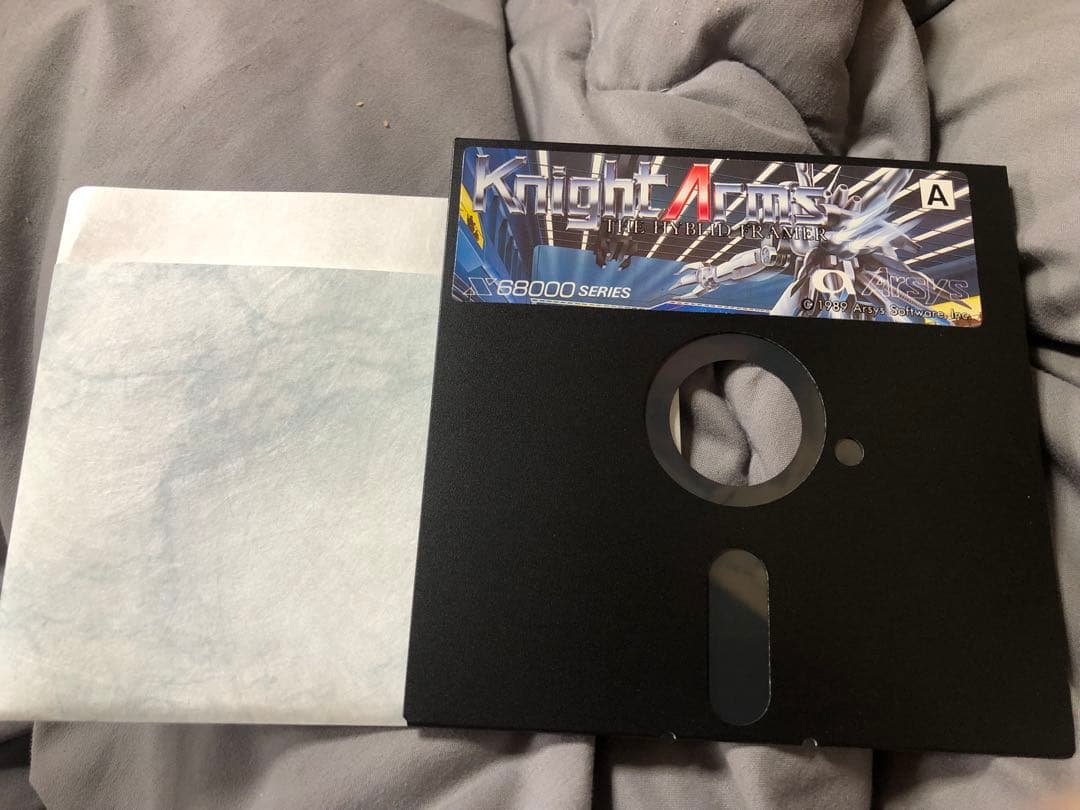 Knight Arms
A
THE HYBLID FRAMER
X68000 SERIES
Arsys
© 1989 Arsys Software, Inc.